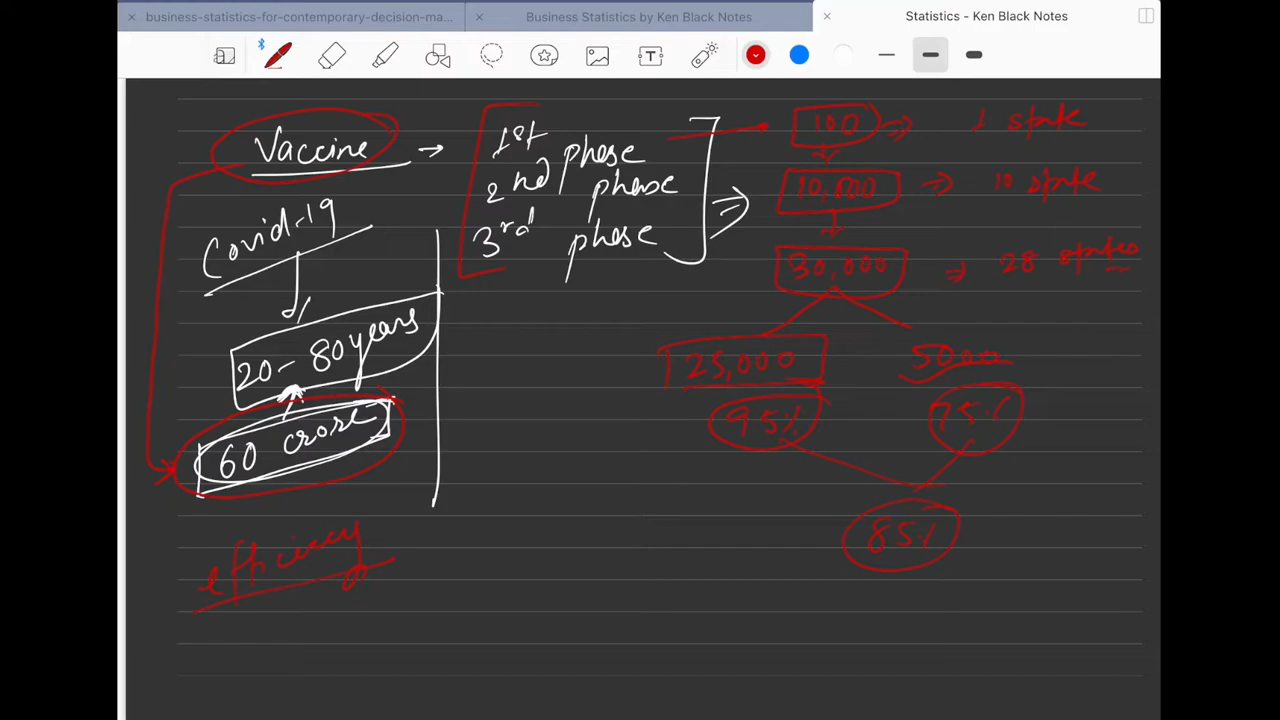 business-statistics-for-contemporary-decision-ma...
Business Statistics by Ken Black Notes
Statistics - Ken Black Notes
Vaccine
1st phase
2nd phase
3rd phase
100 1 state
10,000 10 state
30,000 28 states
Covid-19
20-80 years
60 crore
25,000 5000
95% 75%
85%
efficiency